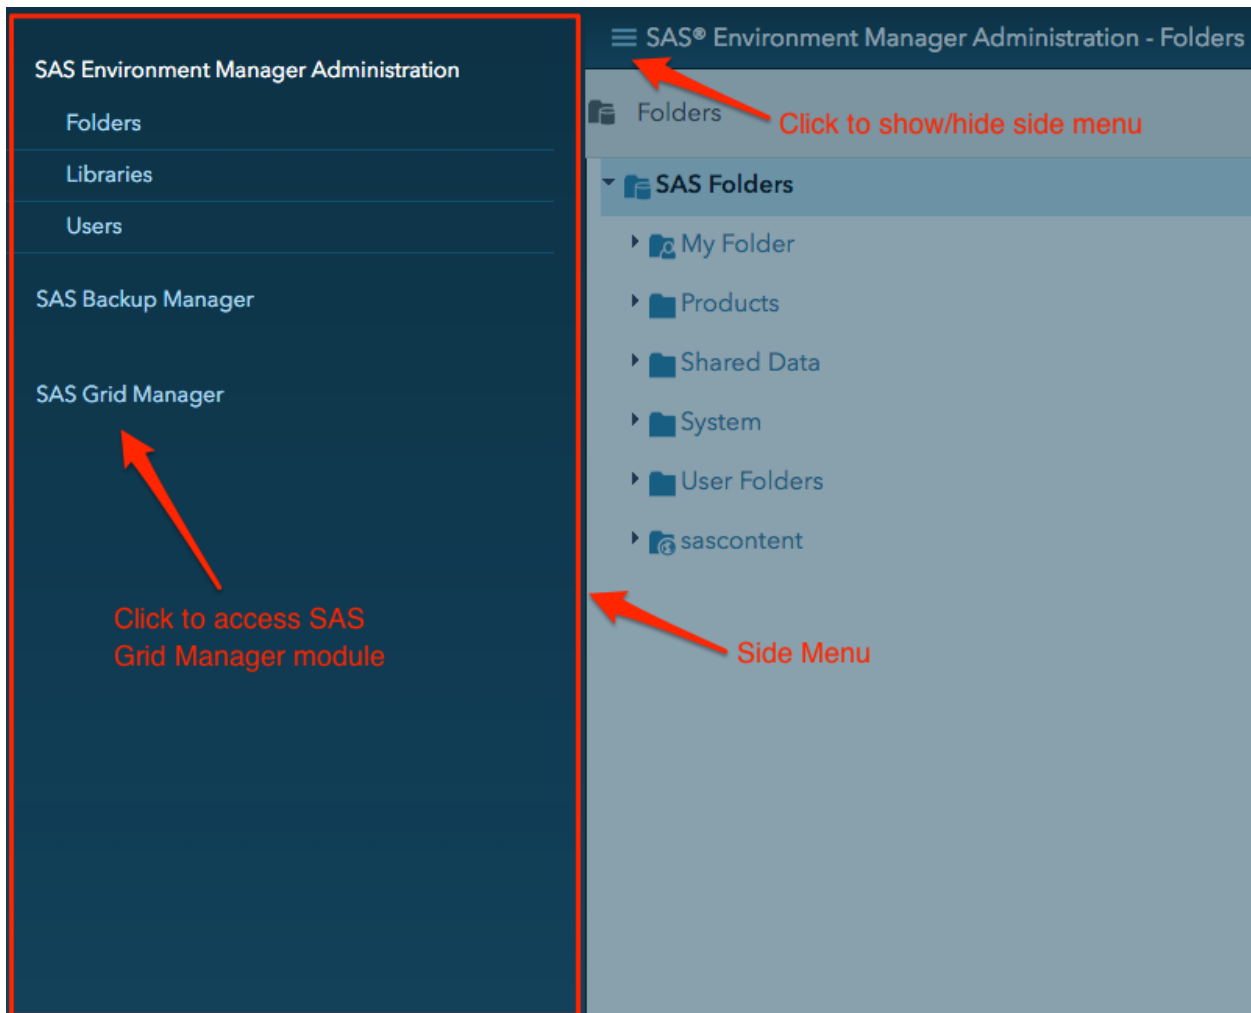 SAS Environment Manager Administration
Folders
Libraries
Users
SAS Backup Manager
SAS Grid Manager
Click to access SAS
Grid Manager module
SAS® Environment Manager Administration - Folders
Folders
Click to show/hide side menu
SAS Folders
My Folder
Products
Shared Data
System
User Folders
sascontent
Side Menu